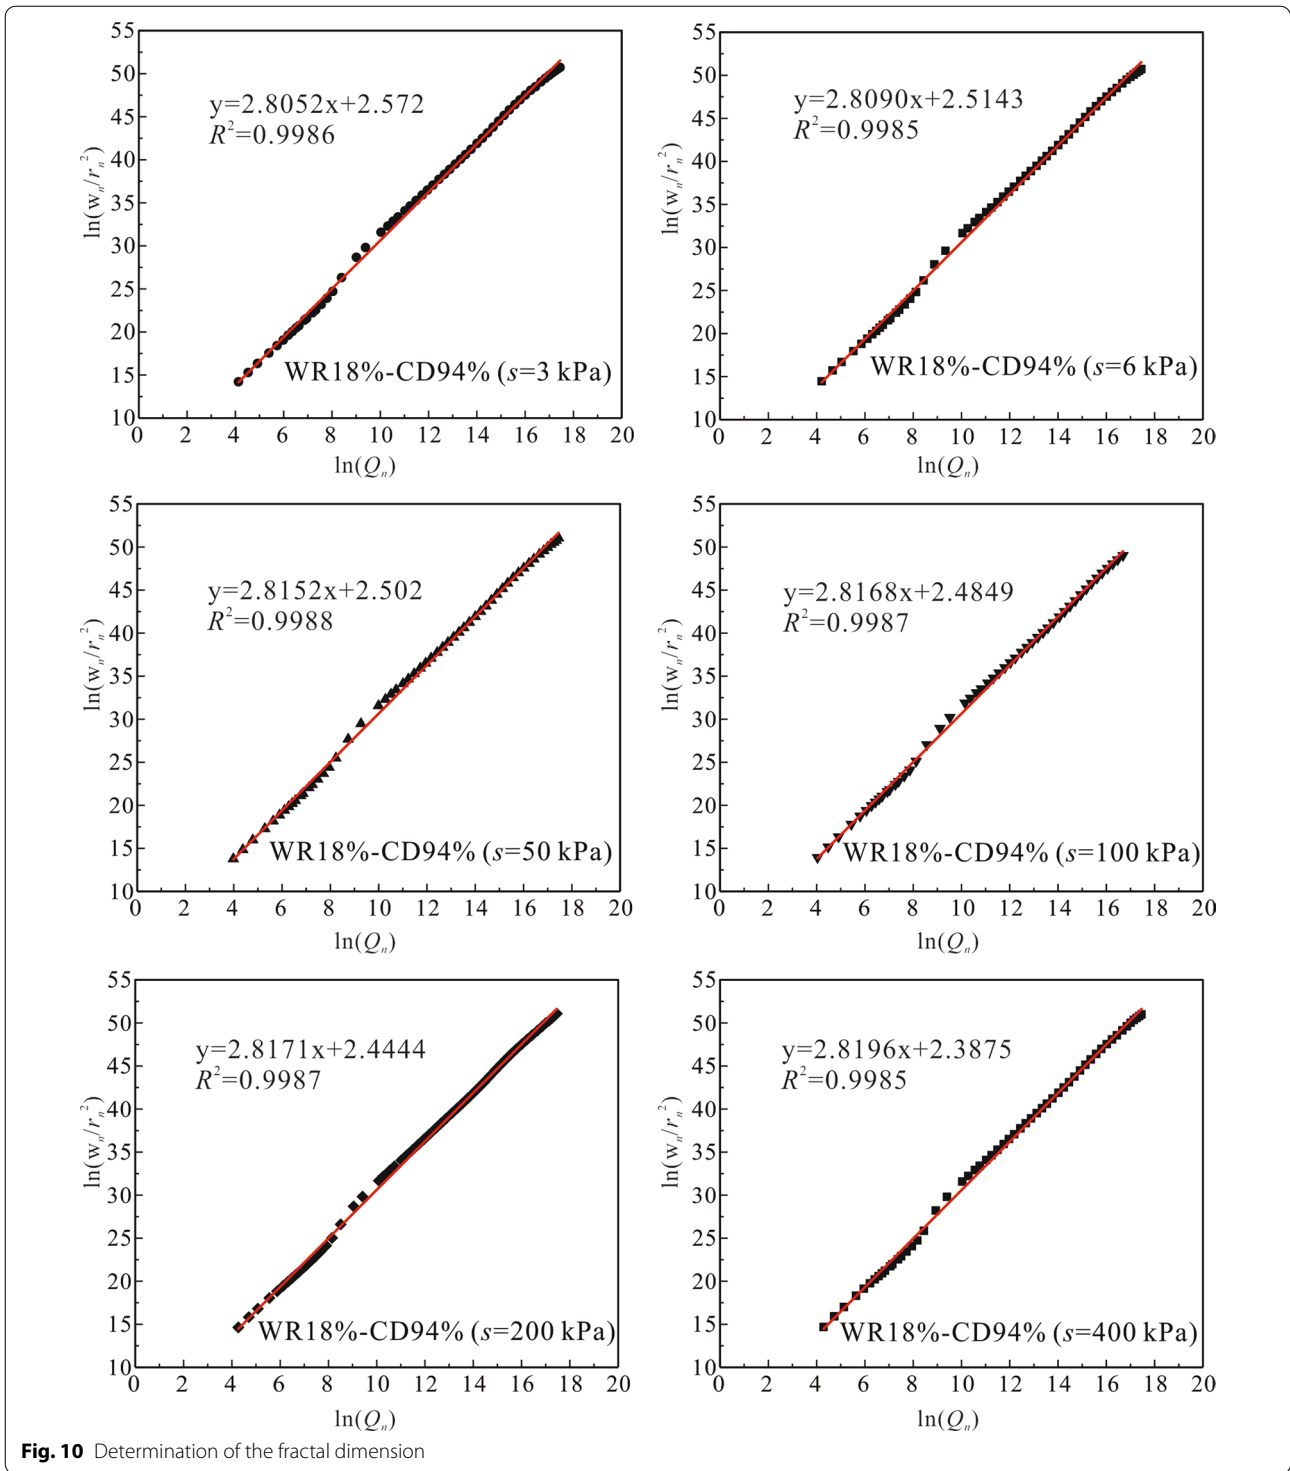 55
50
45
40
35
30
25
20
15
10
ln(wₙ/rₙ²)
y=2.8052x+2.572
R²=0.9986
WR18%-CD94% (s=3 kPa)
0 2 4 6 8 10 12 14 16 18 20
ln(Qₙ)
55
50
45
40
35
30
25
20
15
10
ln(wₙ/rₙ²)
y=2.8090x+2.5143
R²=0.9985
WR18%-CD94% (s=6 kPa)
0 2 4 6 8 10 12 14 16 18 20
ln(Qₙ)
55
50
45
40
35
30
25
20
15
10
ln(wₙ/rₙ²)
y=2.8152x+2.502
R²=0.9988
WR18%-CD94% (s=50 kPa)
0 2 4 6 8 10 12 14 16 18 20
ln(Qₙ)
55
50
45
40
35
30
25
20
15
10
ln(wₙ/rₙ²)
y=2.8168x+2.4849
R²=0.9987
WR18%-CD94% (s=100 kPa)
0 2 4 6 8 10 12 14 16 18 20
ln(Qₙ)
55
50
45
40
35
30
25
20
15
10
ln(wₙ/rₙ²)
y=2.8171x+2.4444
R²=0.9987
WR18%-CD94% (s=200 kPa)
0 2 4 6 8 10 12 14 16 18 20
ln(Qₙ)
55
50
45
40
35
30
25
20
15
10
ln(wₙ/rₙ²)
y=2.8196x+2.3875
R²=0.9985
WR18%-CD94% (s=400 kPa)
0 2 4 6 8 10 12 14 16 18 20
ln(Qₙ)
Fig. 10 Determination of the fractal dimension